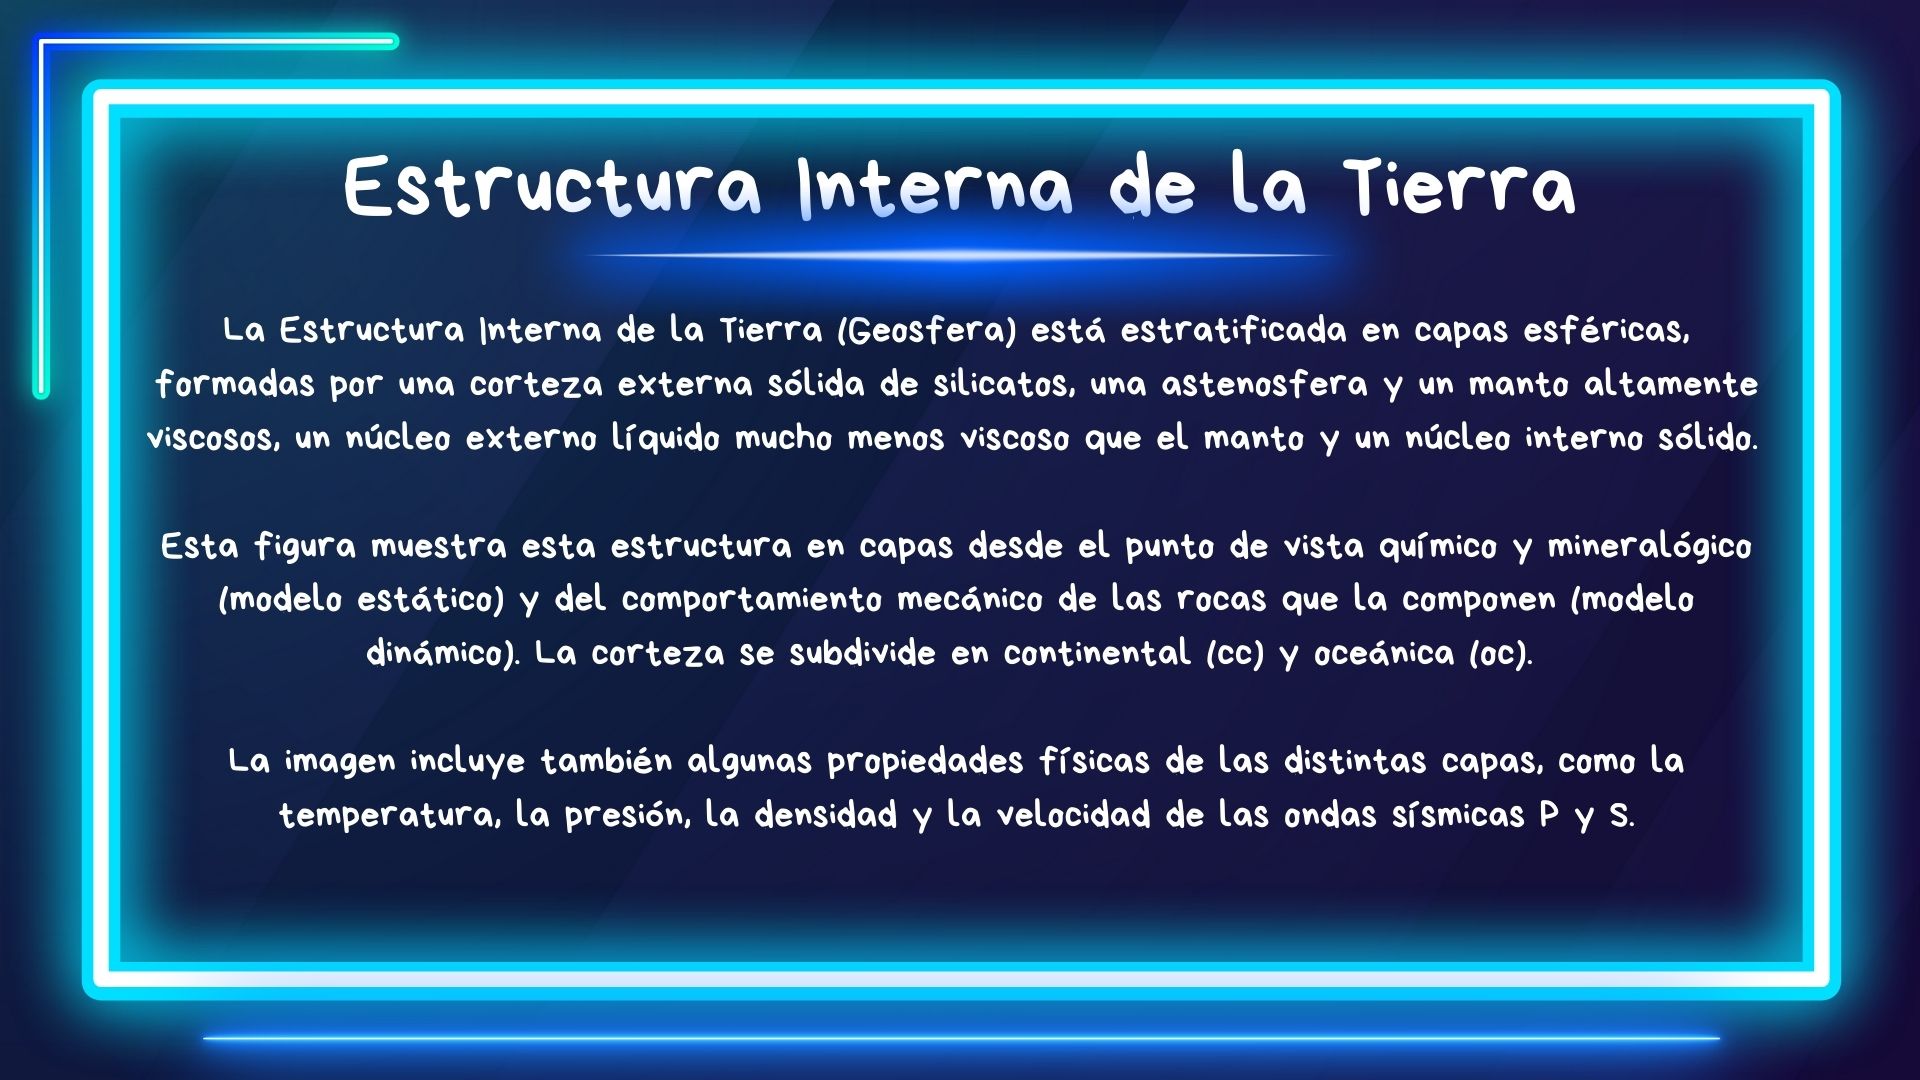 Estructura Interna de la Tierra
La Estructura Interna de la Tierra (Geosfera) está estratificada en capas esféricas,
formadas por una corteza externa sólida de silicatos, una astenosfera y un manto altamente
viscosos, un núcleo externo líquido mucho menos viscoso que el manto y un núcleo interno sólido.
Esta figura muestra esta estructura en capas desde el punto de vista químico y mineralógico
(modelo estático) y del comportamiento mecánico de las rocas que la componen (modelo
dinámico). La corteza se subdivide en continental (cc) y oceánica (oc).
La imagen incluye también algunas propiedades físicas de las distintas capas, como la
temperatura, la presión, la densidad y la velocidad de las ondas sísmicas P y S.